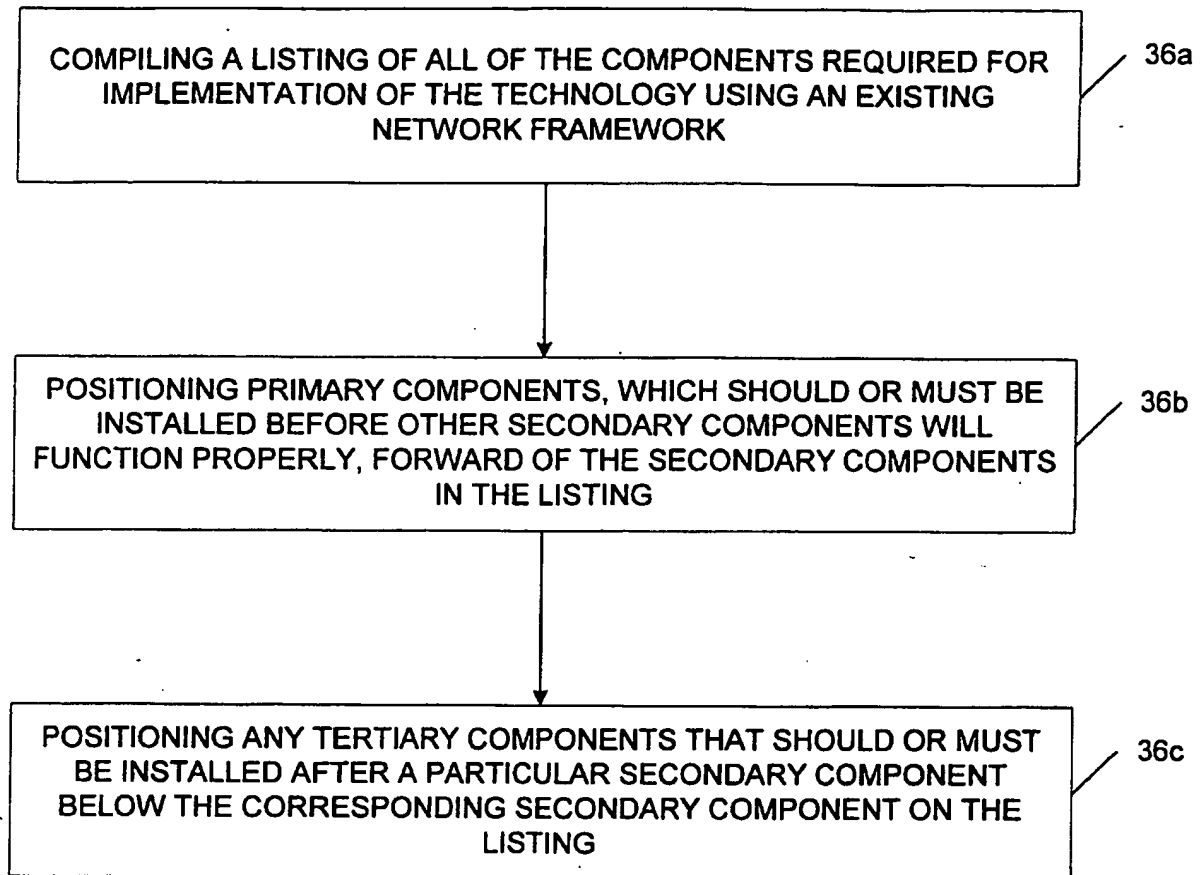 COMPILING A LISTING OF ALL OF THE COMPONENTS REQUIRED FOR
IMPLEMENTATION OF THE TECHNOLOGY USING AN EXISTING
NETWORK FRAMEWORK
36a
POSITIONING PRIMARY COMPONENTS, WHICH SHOULD OR MUST BE
INSTALLED BEFORE OTHER SECONDARY COMPONENTS WILL
FUNCTION PROPERLY, FORWARD OF THE SECONDARY COMPONENTS
IN THE LISTING
36b
POSITIONING ANY TERTIARY COMPONENTS THAT SHOULD OR MUST
BE INSTALLED AFTER A PARTICULAR SECONDARY COMPONENT
BELOW THE CORRESPONDING SECONDARY COMPONENT ON THE
LISTING
36c